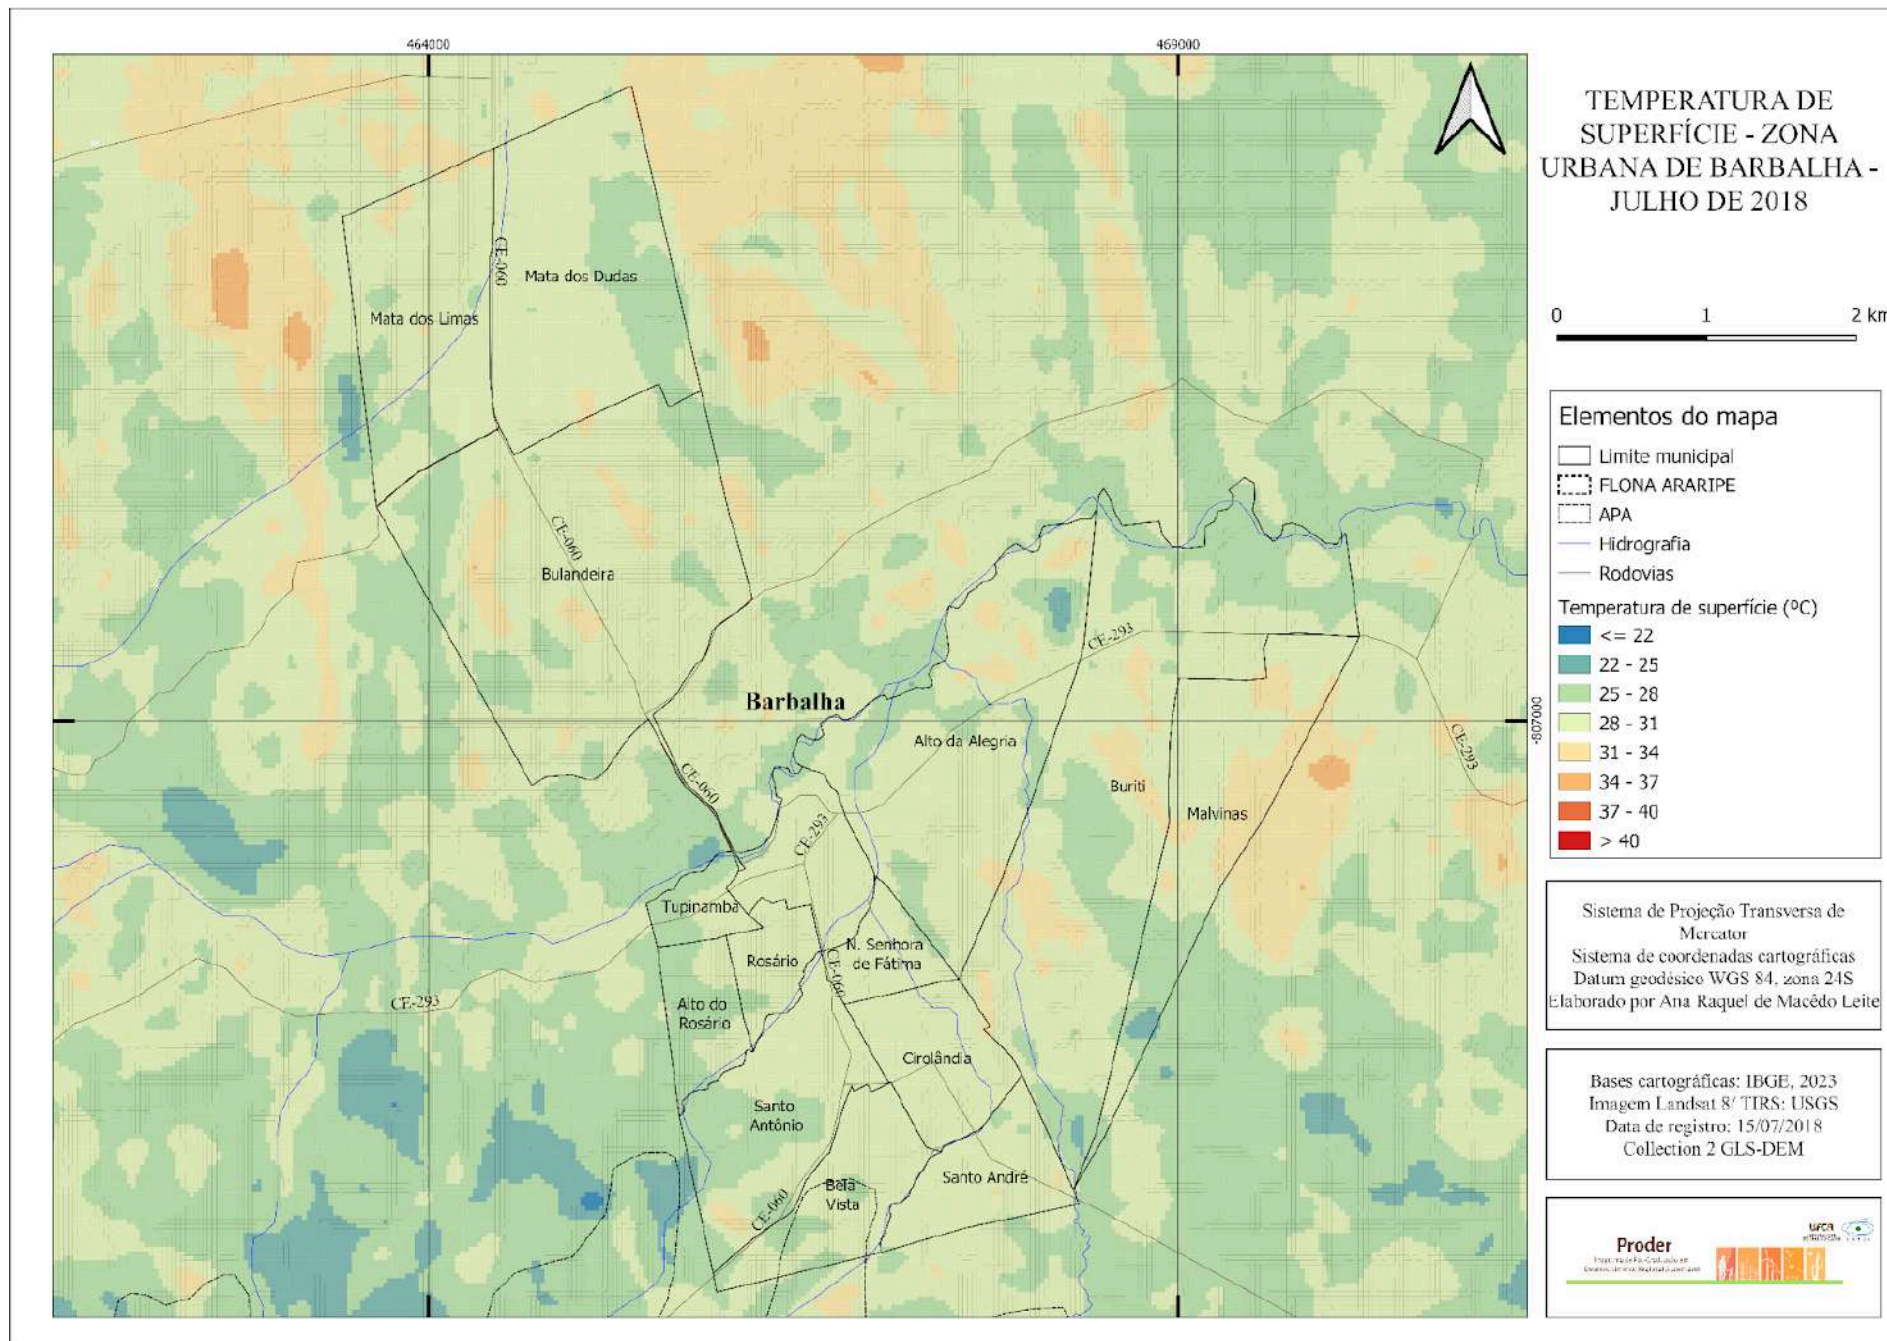 464000
469000
TEMPERATURA DE
SUPERFÍCIE - ZONA
URBANA DE BARBALHA -
JULHO DE 2018
0 1 2 km
CE-060
Mata dos Dudas
Mata dos Limas
CE-060
Bulandeira
CE-293
Barbalha
Alto da Alegria
-807000
CE-293
CE-060
Buriti
Malvinas
CE-293
Tupinamba
N. Senhora
de Fátima
Rosário
CE-060
CE-293
Alto do
Rosário
Cirolândia
Santo
Antônio
Santo André
Bela
Vista
CE-060
Elementos do mapa
Limite municipal
FLONA ARARIPE
APA
Hidrografia
Rodovias
Temperatura de superfície (ºC)
<= 22
22 - 25
25 - 28
28 - 31
31 - 34
34 - 37
37 - 40
> 40
Sistema de Projeção Transversa de
Mercator
Sistema de coordenadas cartográficas
Datum geodésico WGS 84, zona 24S
Elaborado por Ana Raquel de Macêdo Leite
Bases cartográficas: IBGE, 2023
Imagem Landsat 8/ TIRS: USGS
Data de registro: 15/07/2018
Collection 2 GLS-DEM
Proder
UFCA